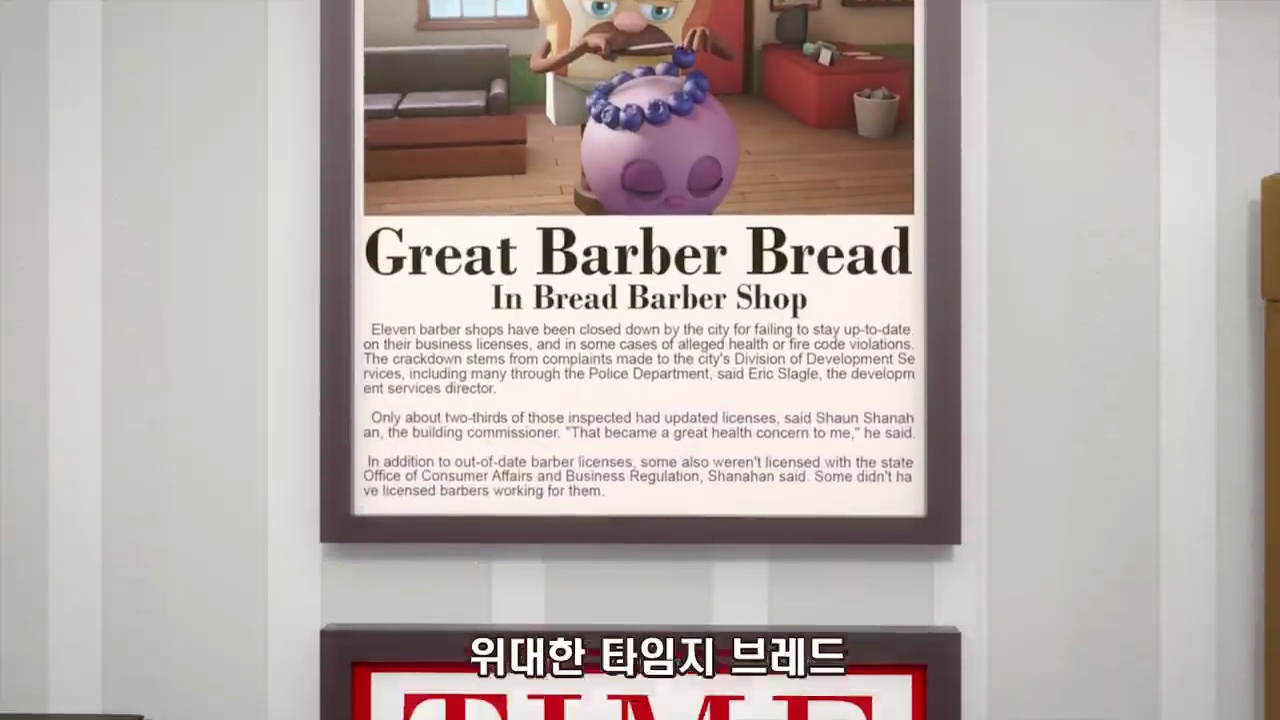 Great Barber Bread
In Bread Barber Shop
Eleven barber shops have been closed down by the city for failing to stay up-to-date
on their business licenses, and in some cases of alleged health or fire code violations.
The crackdown stems from complaints made to the city's Division of Development Se
rvices, including many through the Police Department, said Eric Slagle, the developm
ent services director.
Only about two-thirds of those inspected had updated licenses, said Shaun Shanah
an, the building commissioner. "That became a great health concern to me," he said.
In addition to out-of-date barber licenses, some also weren't licensed with the state
Office of Consumer Affairs and Business Regulation, Shanahan said. Some didn't ha
ve licensed barbers working for them.
위대한 타임지 브레드
TIME